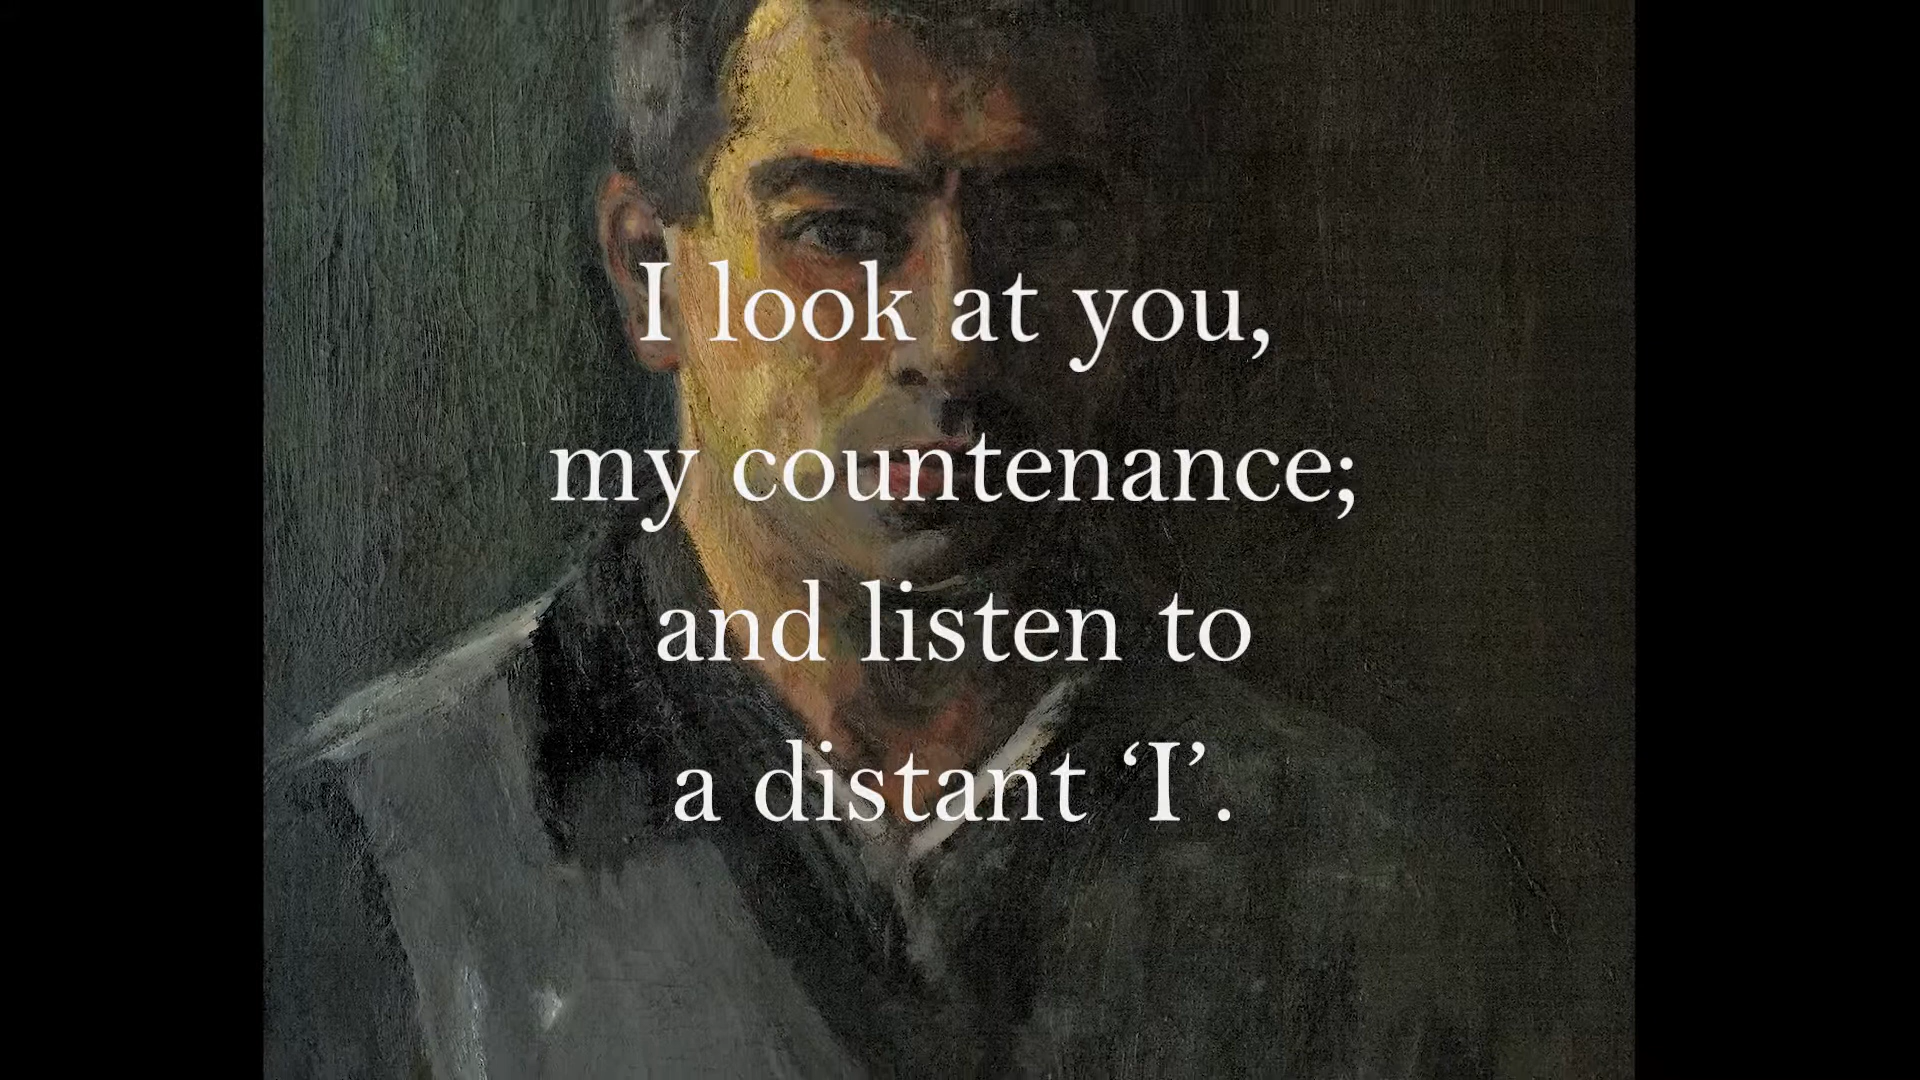 I look at you,
my countenance;
and listen to
a distant ‘I’.